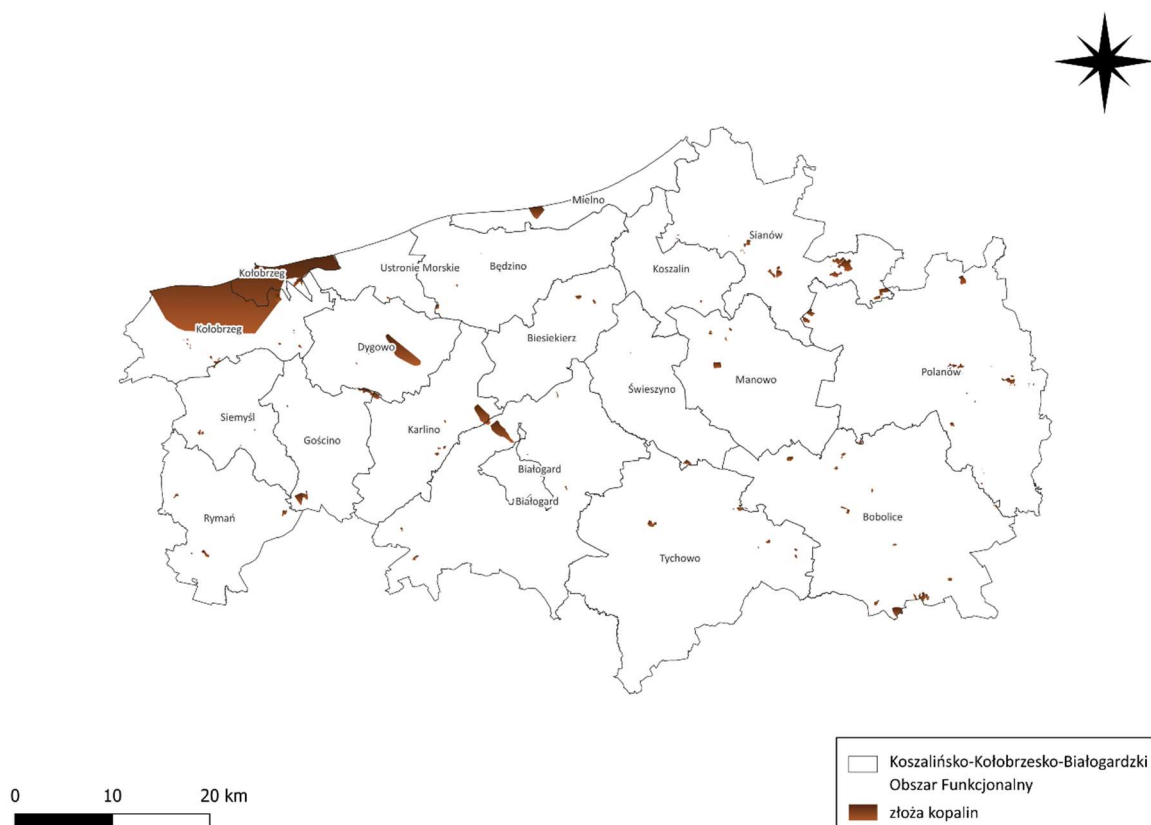 Mielno
Sianów
Kołobrzeg
Ustronie Morskie
Będzino
Koszalin
Kołobrzeg
Dygowo
Biesiekierz
Świeszyno
Manowo
Polanów
Siemyśl
Gościno
Karlino
Białogard
Białogard
Rymań
Bobolice
Tychowo
0 10 20 km
Koszalińsko-Kołobrzesko-Białogardzki
Obszar Funkcjonalny
złoża kopalin